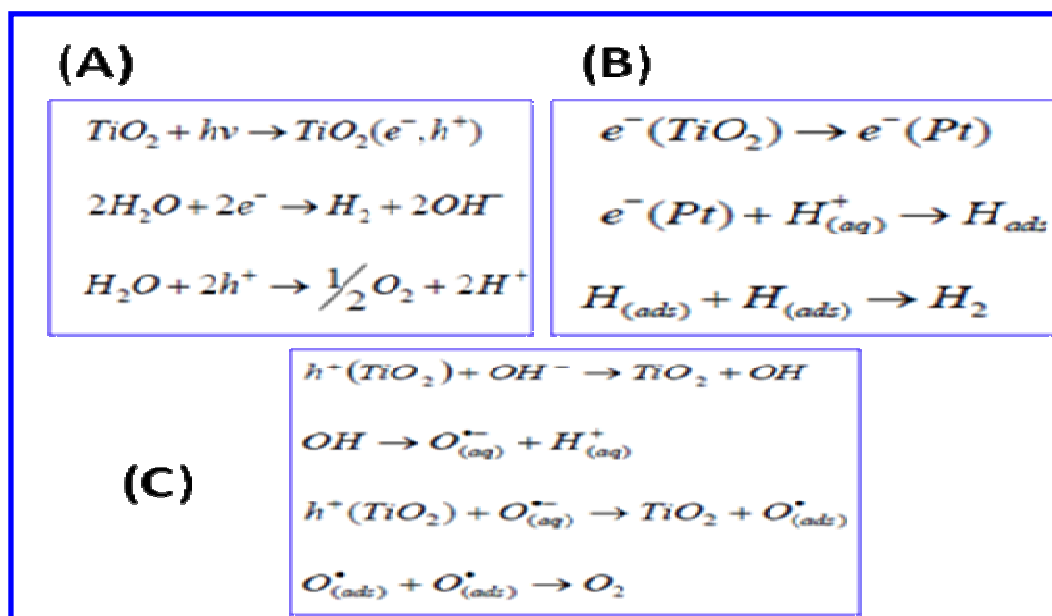 (A)
TiO₂ + hν → TiO₂(e⁻, h⁺)
2H₂O + 2e⁻ → H₂ + 2OH⁻
H₂O + 2h⁺ → ½O₂ + 2H⁺
(B)
e⁻(TiO₂) → e⁻(Pt)
e⁻(Pt) + H⁺₍aq₎ → H ads
H(ads) + H(ads) → H₂
(C)
h⁺(TiO₂) + OH⁻ → TiO₂ + OH
OH → O•⁻(aq) + H⁺(aq)
h⁺(TiO₂) + O•⁻(aq) → TiO₂ + O•(ads)
O•(ads) + O•(ads) → O₂